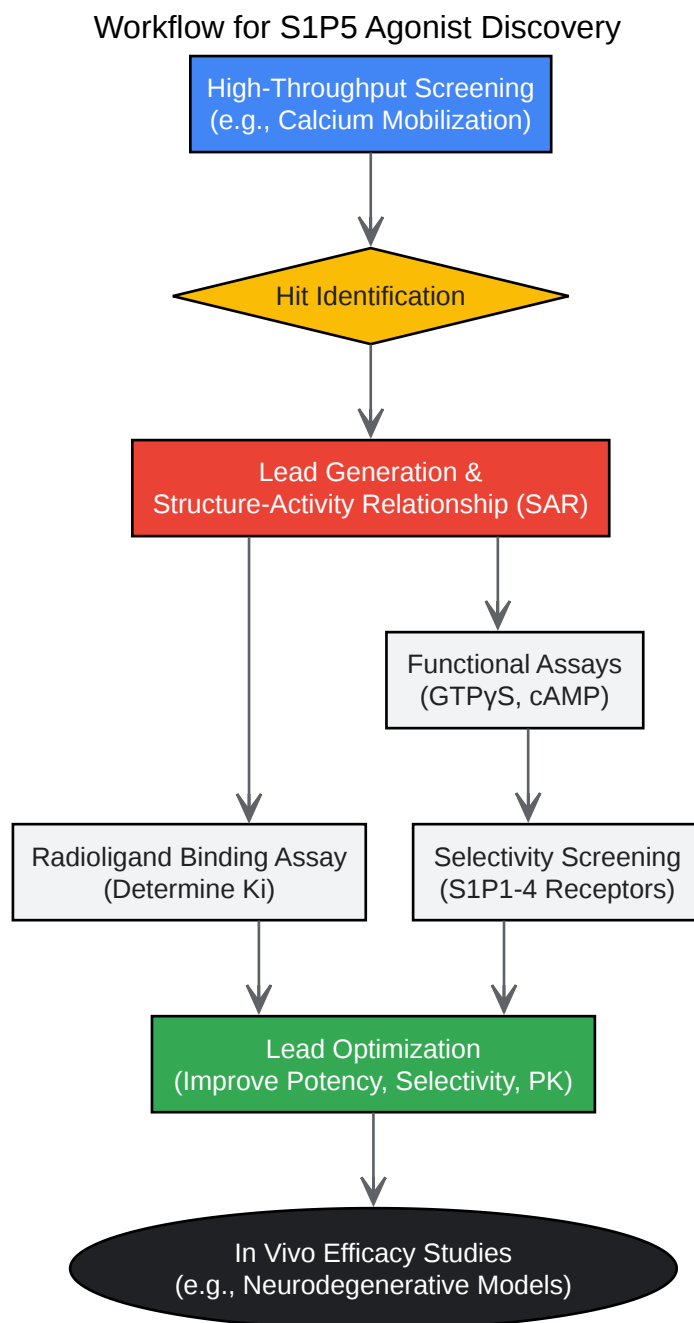 Workflow for S1P5 Agonist Discovery
High-Throughput Screening
(e.g., Calcium Mobilization)
Hit Identification
Lead Generation &
Structure-Activity Relationship (SAR)
Functional Assays
(GTPγS, cAMP)
Radioligand Binding Assay
(Determine Ki)
Selectivity Screening
(S1P1-4 Receptors)
Lead Optimization
(Improve Potency, Selectivity, PK)
In Vivo Efficacy Studies
(e.g., Neurodegenerative Models)